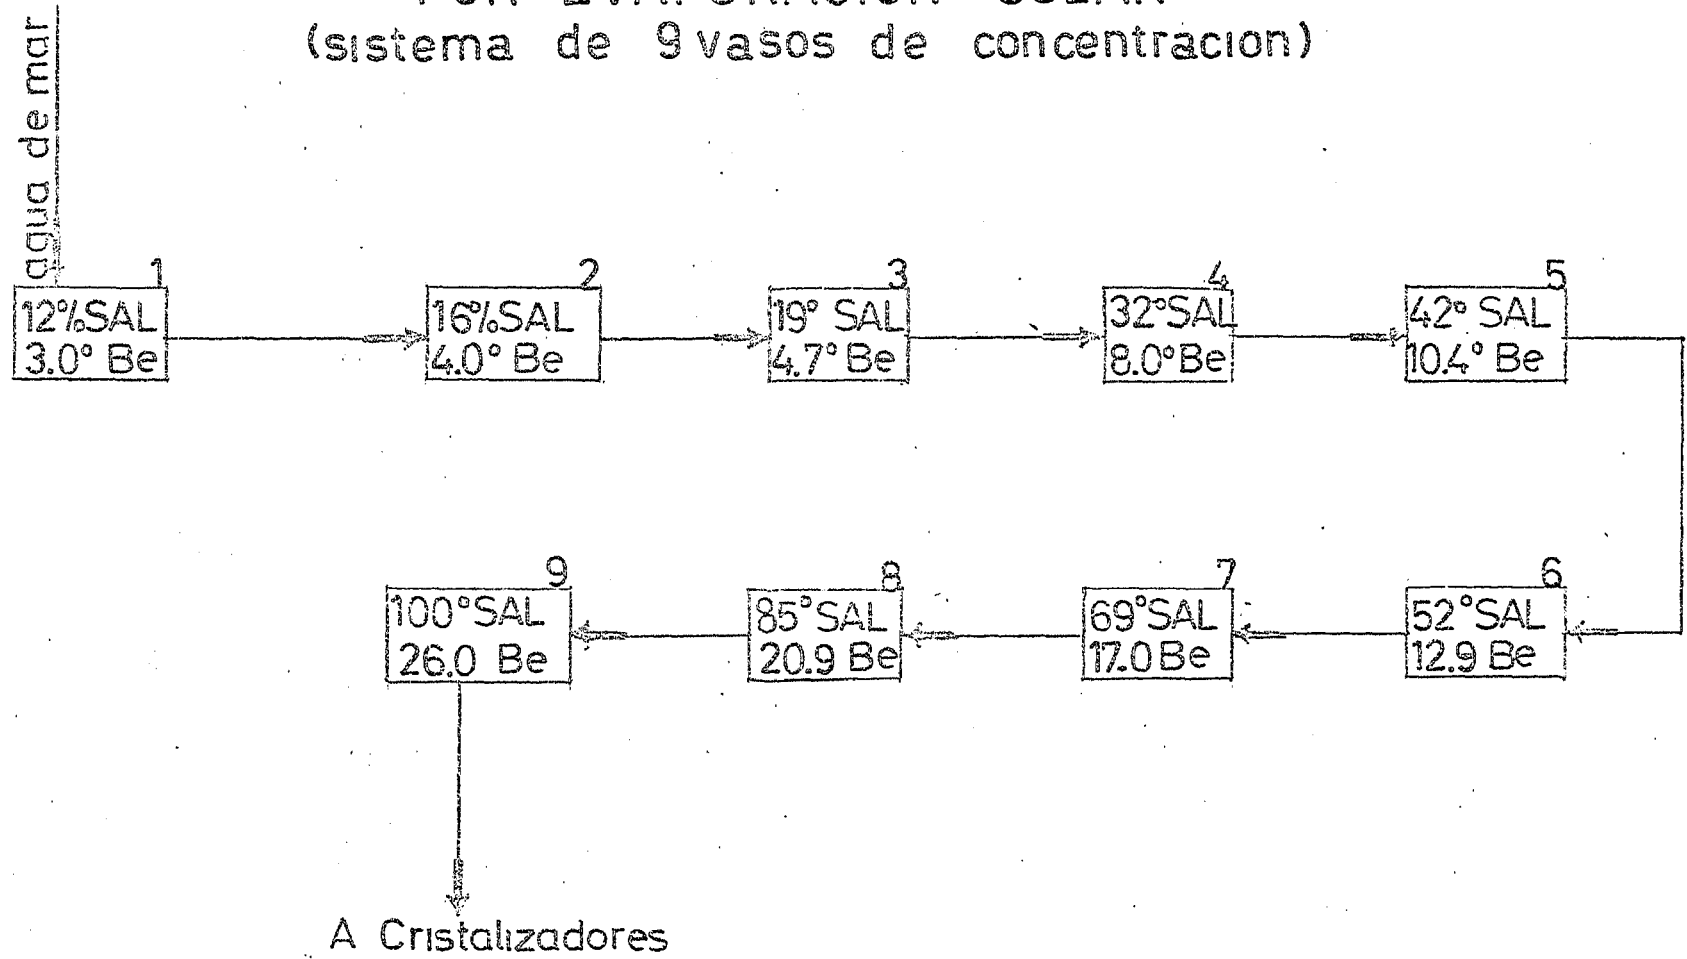 (sistema de 9 vasos de concentracion)
agua de mar
1
12%SAL
3.0° Be
2
16%SAL
4.0° Be
3
19° SAL
4.7° Be
4
32°SAL
8.0°Be
5
42° SAL
10.4° Be
9
100°SAL
26.0 Be
8
85°SAL
20.9 Be
7
69°SAL
17.0 Be
6
52°SAL
12.9 Be
A Cristalizadores